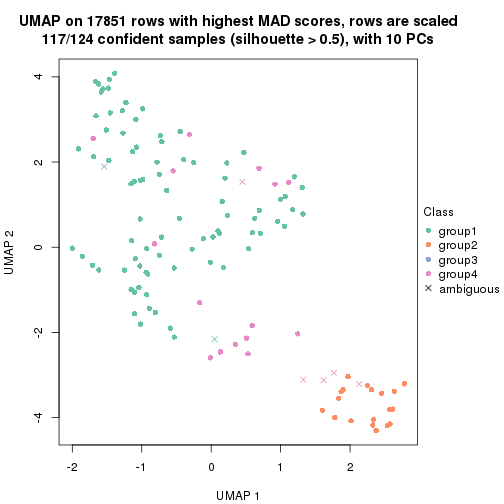 UMAP on 17851 rows with highest MAD scores, rows are scaled
117/124 confident samples (silhouette > 0.5), with 10 PCs
4
2
0
-2
-4
UMAP 2
-2
-1
0
1
2
UMAP 1
Class
group1
group2
group3
group4
ambiguous